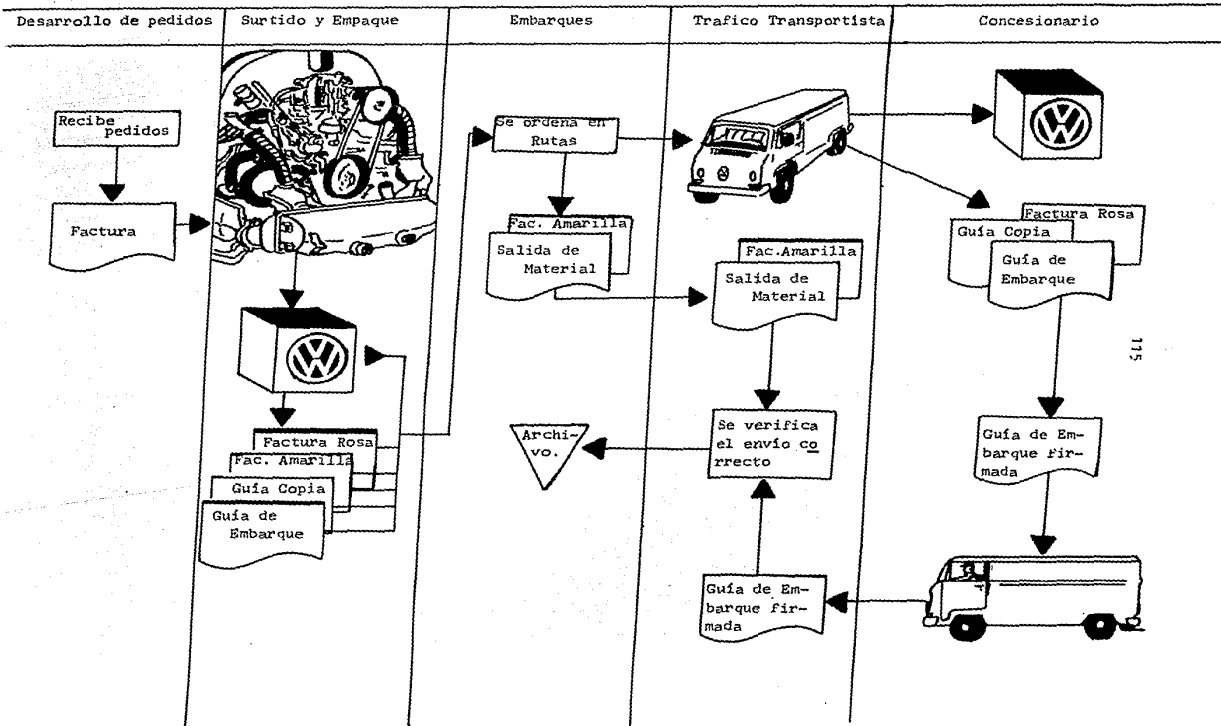 Desarrollo de pedidos
Surtido y Empaque
Embarques
Trafico Transportista
Concesionario
Recibe
pedidos
Factura
Factura Rosa
Fac. Amarilla
Guía Copia
Guía de
Embarque
Se ordena en
Rutas
Fac. Amarilla
Salida de
Material
Archi-
vo.
Fac.Amarilla
Salida de
Material
Se verifica
el envío co
rrecto
Guía de Em-
barque fir-
mada
Factura Rosa
Guía Copia
Guía de
Embarque
Guía de Em-
barque fir-
mada
115